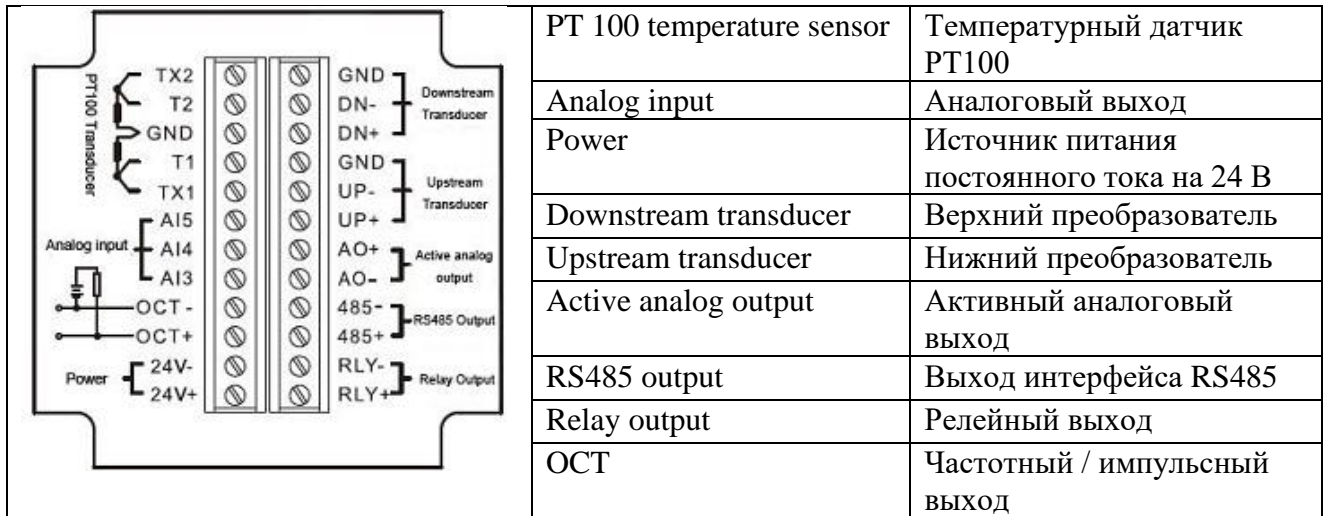 PT100 Transducer
TX2
T2
GND
T1
TX1
Analog input
AI5
AI4
AI3
OCT -
OCT+
Power
24V-
24V+
GND
DN-
DN+
Downstream
Transducer
GND
UP-
UP+
Upstream
Transducer
AO+
AO-
Active analog
output
485-
485+
RS485 Output
RLY-
RLY+
Relay Output
PT 100 temperature sensor
Температурный датчик
PT100
Analog input
Аналоговый выход
Power
Источник питания
постоянного тока на 24 В
Downstream transducer
Верхний преобразователь
Upstream transducer
Нижний преобразователь
Active analog output
Активный аналоговый
выход
RS485 output
Выход интерфейса RS485
Relay output
Релейный выход
OCT
Частотный / импульсный
выход